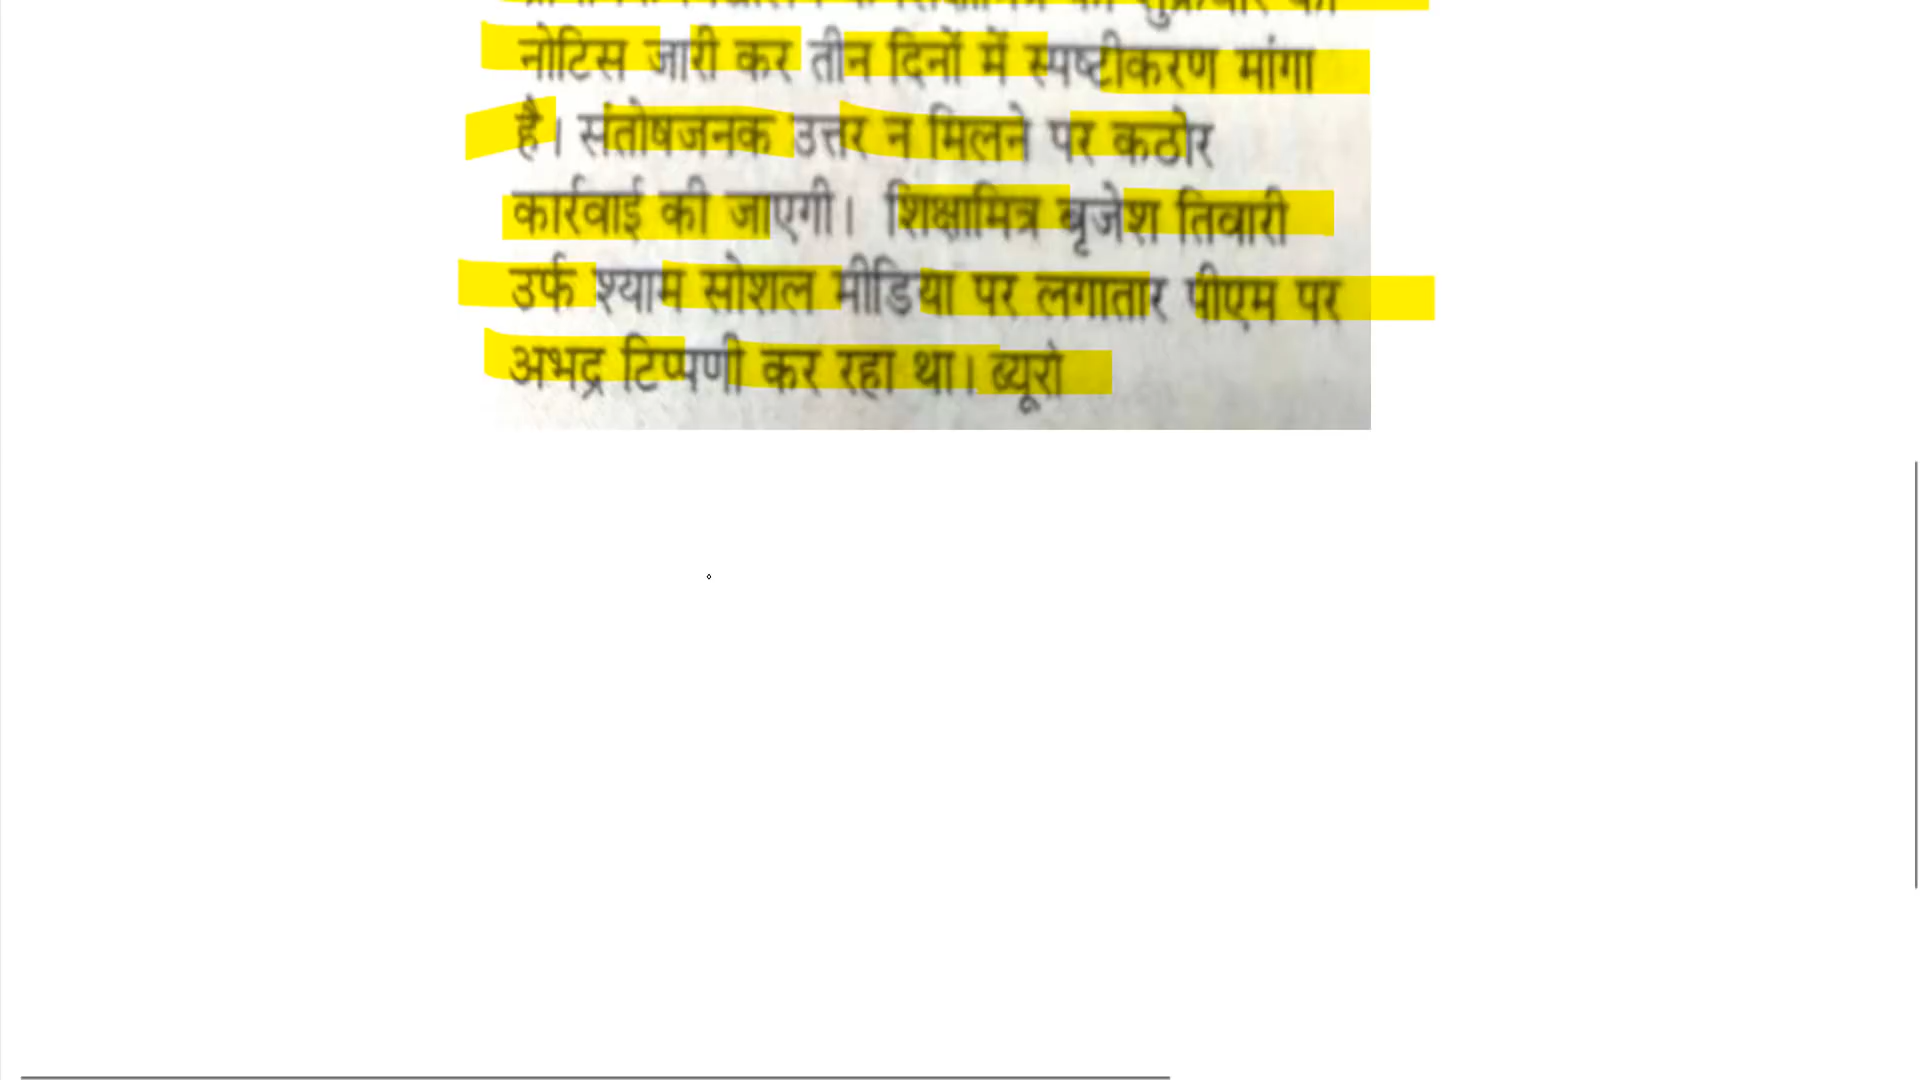 नोटिस जारी कर तीन दिनों में स्पष्टीकरण मांगा
है। संतोषजनक उत्तर न मिलने पर कठोर
कार्रवाई की जाएगी। शिक्षामित्र बृजेश तिवारी
उर्फ श्याम सोशल मीडिया पर लगातार पीएम पर
अभद्र टिप्पणी कर रहा था। ब्यूरो